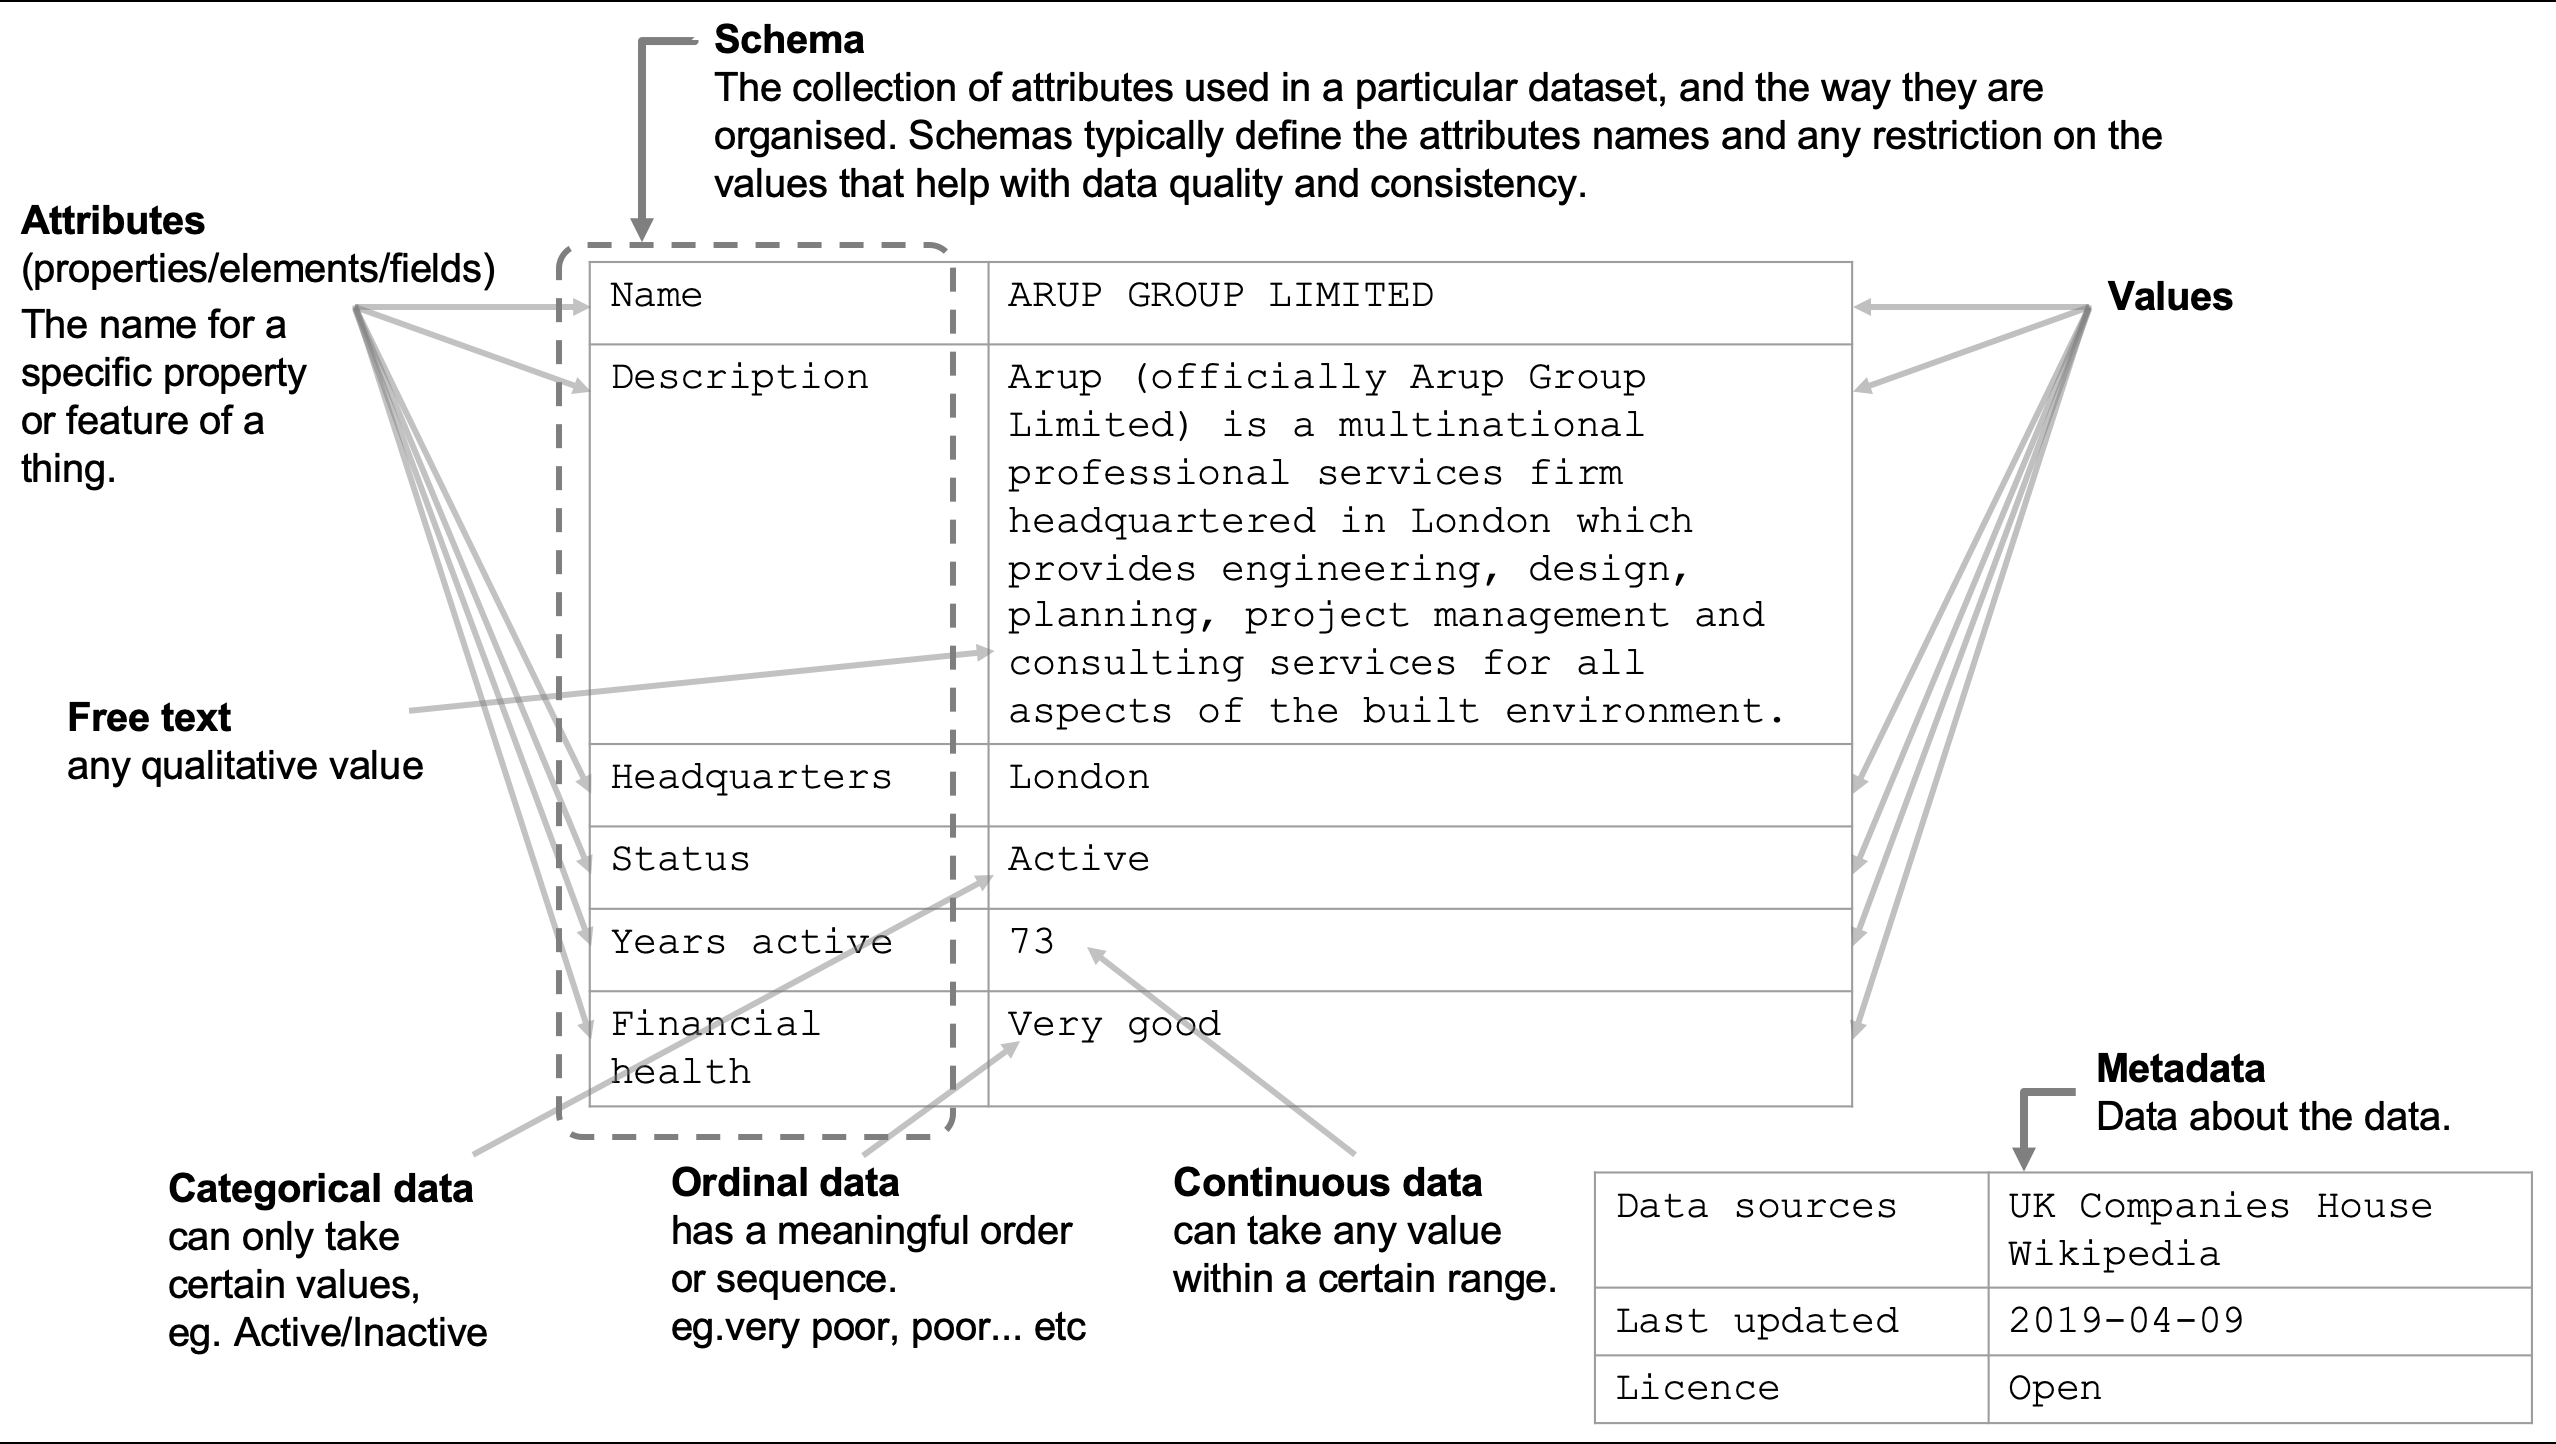 Schema
The collection of attributes used in a particular dataset, and the way they are
organised. Schemas typically define the attributes names and any restriction on the
values that help with data quality and consistency.
Attributes
(properties/elements/fields)
The name for a
specific property
or feature of a
thing.
Name
ARUP GROUP LIMITED
Values
Description
Arup (officially Arup Group
Limited) is a multinational
professional services firm
headquartered in London which
provides engineering, design,
planning, project management and
consulting services for all
aspects of the built environment.
Free text
any qualitative value
Headquarters
London
Status
Active
Years active
73
Financial
health
Very good
Categorical data
can only take
certain values,
eg. Active/Inactive
Ordinal data
has a meaningful order
or sequence.
eg.very poor, poor... etc
Continuous data
can take any value
within a certain range.
Metadata
Data about the data.
Data sources
UK Companies House
Wikipedia
Last updated
2019-04-09
Licence
Open